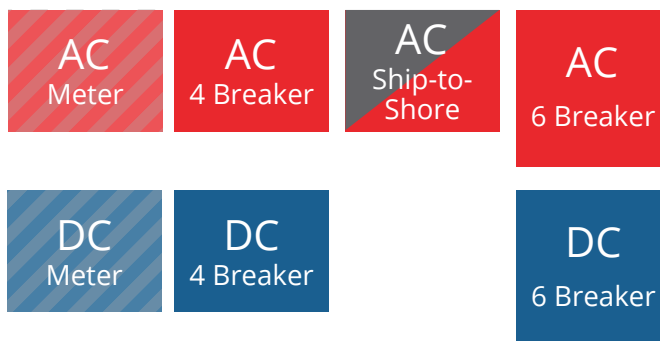 AC
Meter
AC
4 Breaker
AC
Ship-to-
Shore
AC
6 Breaker
DC
Meter
DC
4 Breaker
DC
6 Breaker